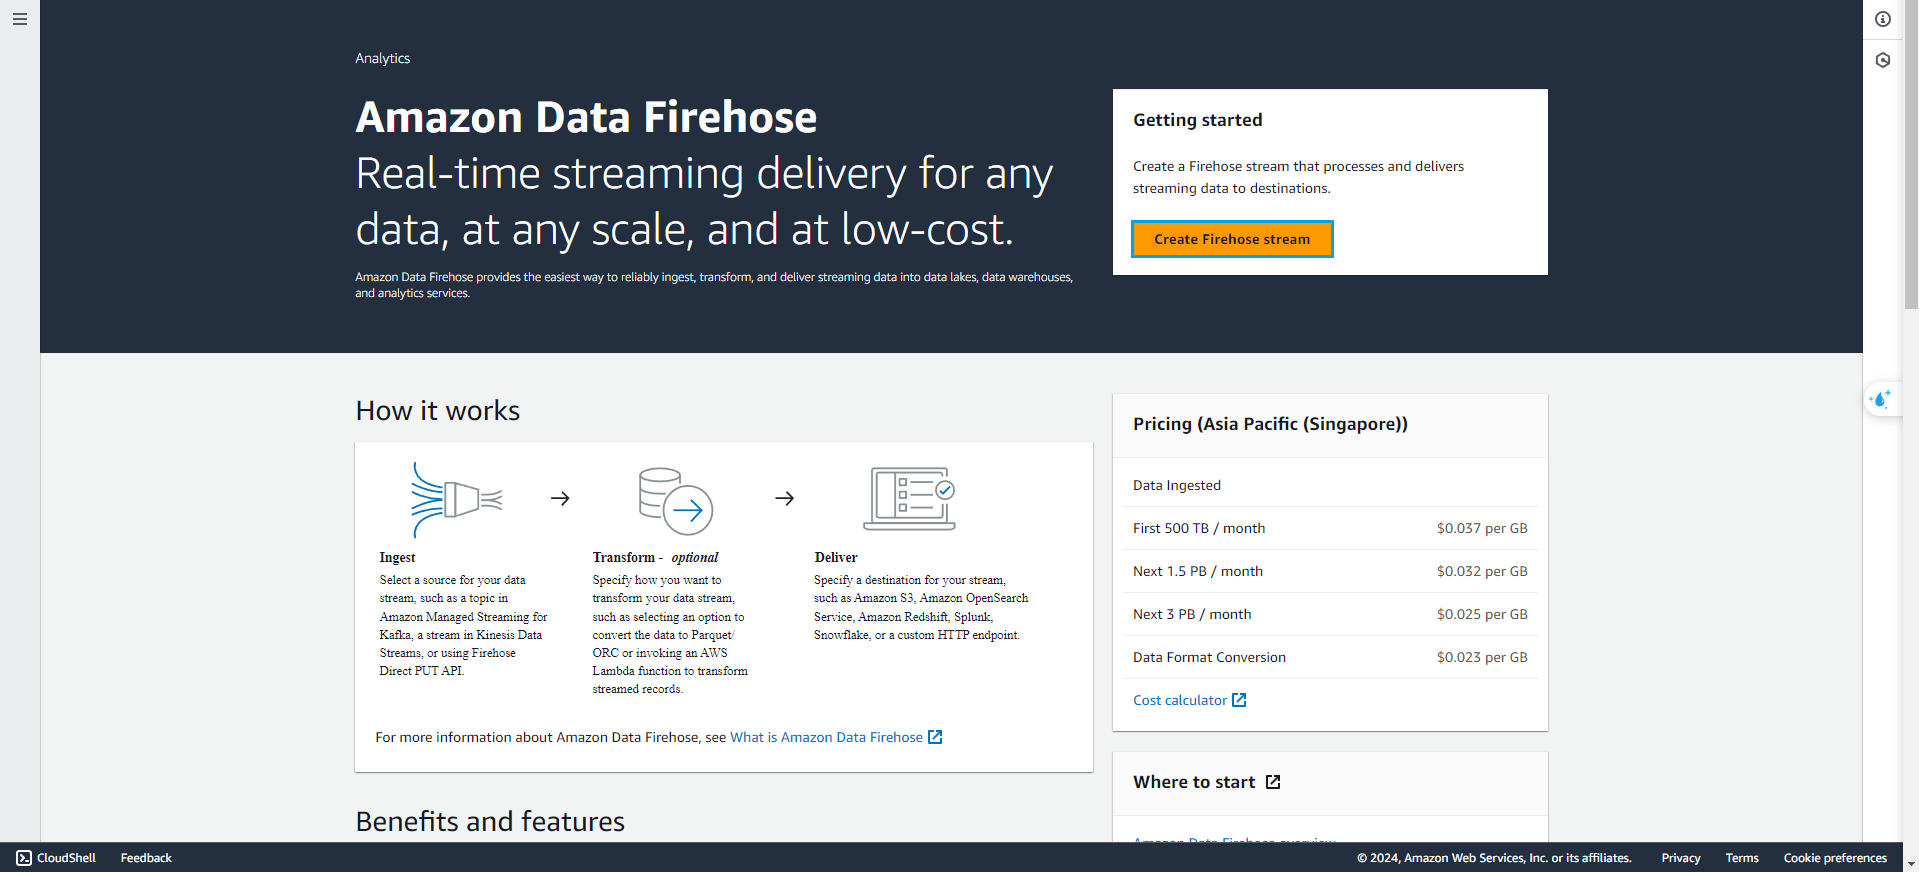 Analytics
Amazon Data Firehose
Real-time streaming delivery for any
data, at any scale, and at low-cost.
Amazon Data Firehose provides the easiest way to reliably ingest, transform, and deliver streaming data into data lakes, data warehouses,
and analytics services.
Getting started
Create a Firehose stream that processes and delivers
streaming data to destinations.
Create Firehose stream
How it works
Ingest
Select a source for your data
stream, such as a topic in
Amazon Managed Streaming for
Kafka, a stream in Kinesis Data
Streams, or using Firehose
Direct PUT API.
Transform - optional
Specify how you want to
transform your data stream,
such as selecting an option to
convert the data to Parquet/
ORC or invoking an AWS
Lambda function to transform
streamed records.
Deliver
Specify a destination for your stream,
such as Amazon S3, Amazon OpenSearch
Service, Amazon Redshift, Splunk,
Snowflake, or a custom HTTP endpoint.
For more information about Amazon Data Firehose, see What is Amazon Data Firehose
Pricing (Asia Pacific (Singapore))
Data Ingested
First 500 TB / month $0.037 per GB
Next 1.5 PB / month $0.032 per GB
Next 3 PB / month $0.025 per GB
Data Format Conversion $0.023 per GB
Cost calculator
Where to start
Amazon Data Firehose overview
Benefits and features
CloudShell Feedback © 2024, Amazon Web Services, Inc. or its affiliates. Privacy Terms Cookie preferences